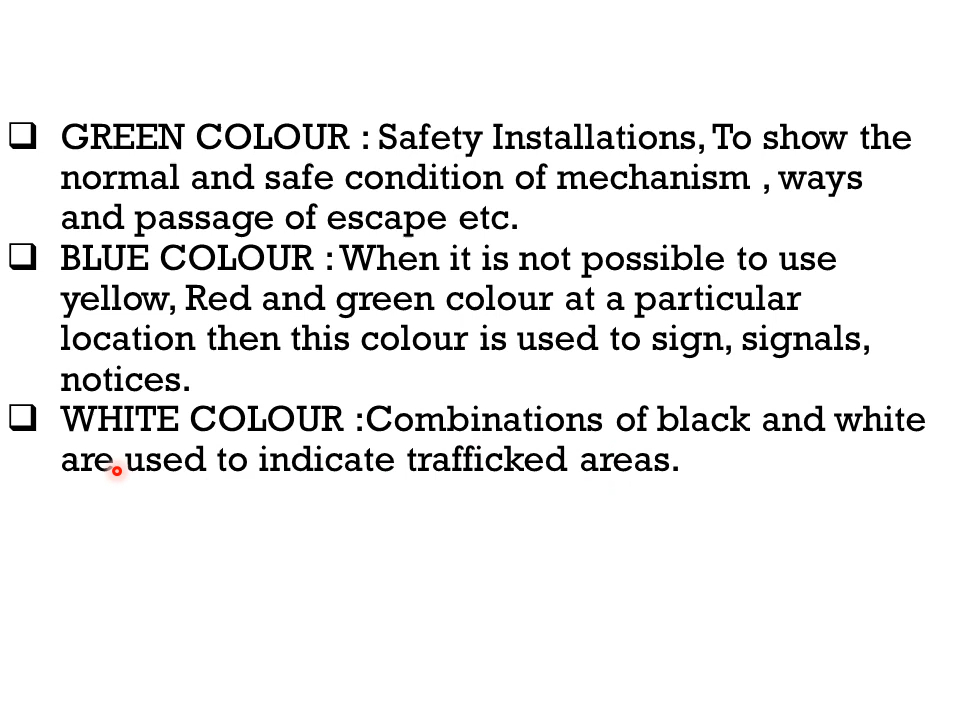 ❑ GREEN COLOUR : Safety Installations, To show the
normal and safe condition of mechanism , ways
and passage of escape etc.
❑ BLUE COLOUR : When it is not possible to use
yellow, Red and green colour at a particular
location then this colour is used to sign, signals,
notices.
❑ WHITE COLOUR :Combinations of black and white
are used to indicate trafficked areas.